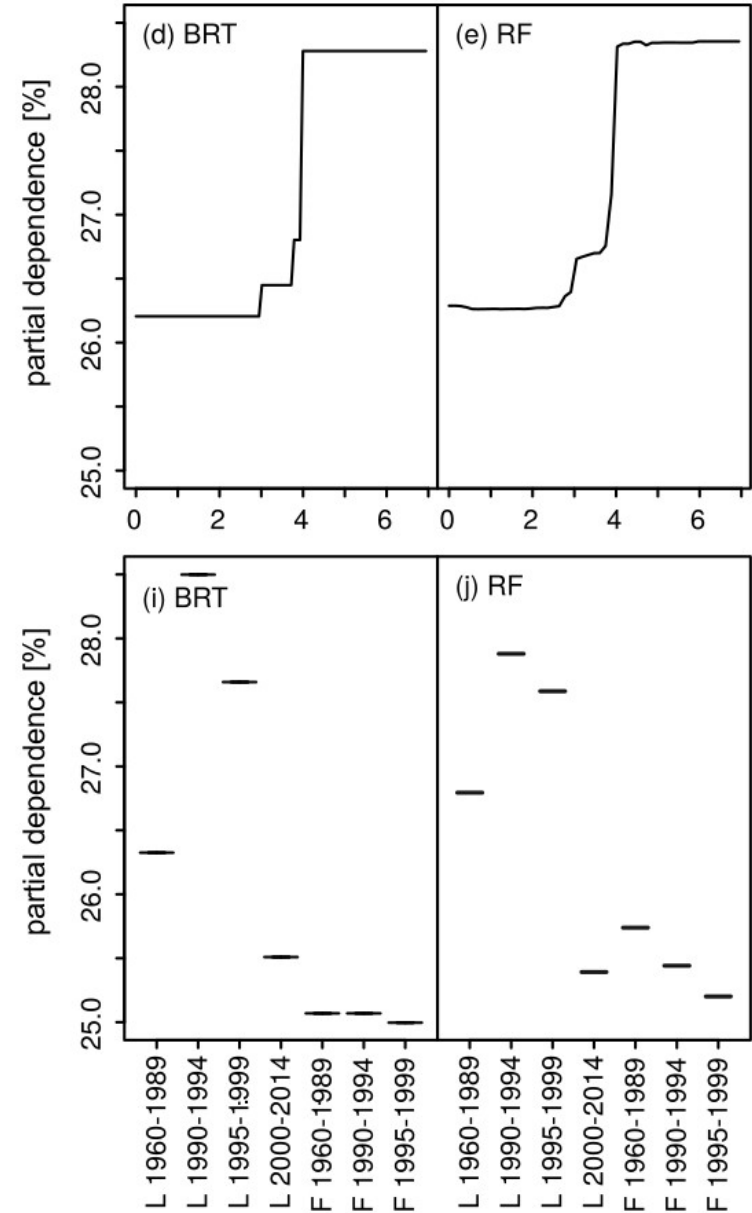 (d) BRT
(e) RF
partial dependence [%]
28.0
27.0
26.0
25.0
0 2 4 6
0 2 4 6
(i) BRT
(j) RF
partial dependence [%]
28.0
27.0
26.0
25.0
L 1960-1989
L 1990-1994
L 1995-1:999
L 2000-2014
F 1960-1989
F 1990-1994
F 1995-1999
L 1960-1989
L 1990-1994
L 1995-1999
L 2000-2014
F 1960-1989
F 1990-1994
F 1995-1999